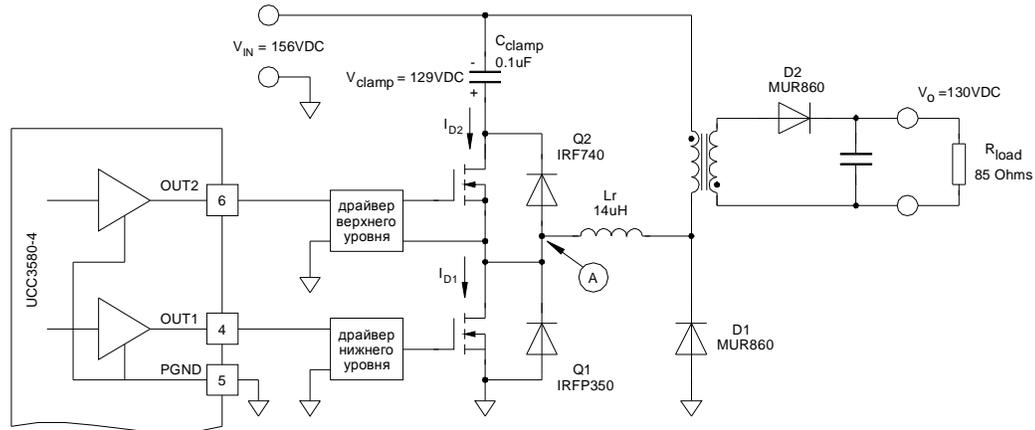 V_IN = 156VDC
C_clamp
0.1uF
-
V_clamp = 129VDC
+
I_D2
Q2
IRF740
D2
MUR860
V_o =130VDC
R_load
85 Ohms
UCC3580-4
OUT2
6
драйвер
верхнего
уровня
Lr
14uH
A
I_D1
OUT1
4
драйвер
нижнего
уровня
PGND
5
Q1
IRFP350
D1
MUR860